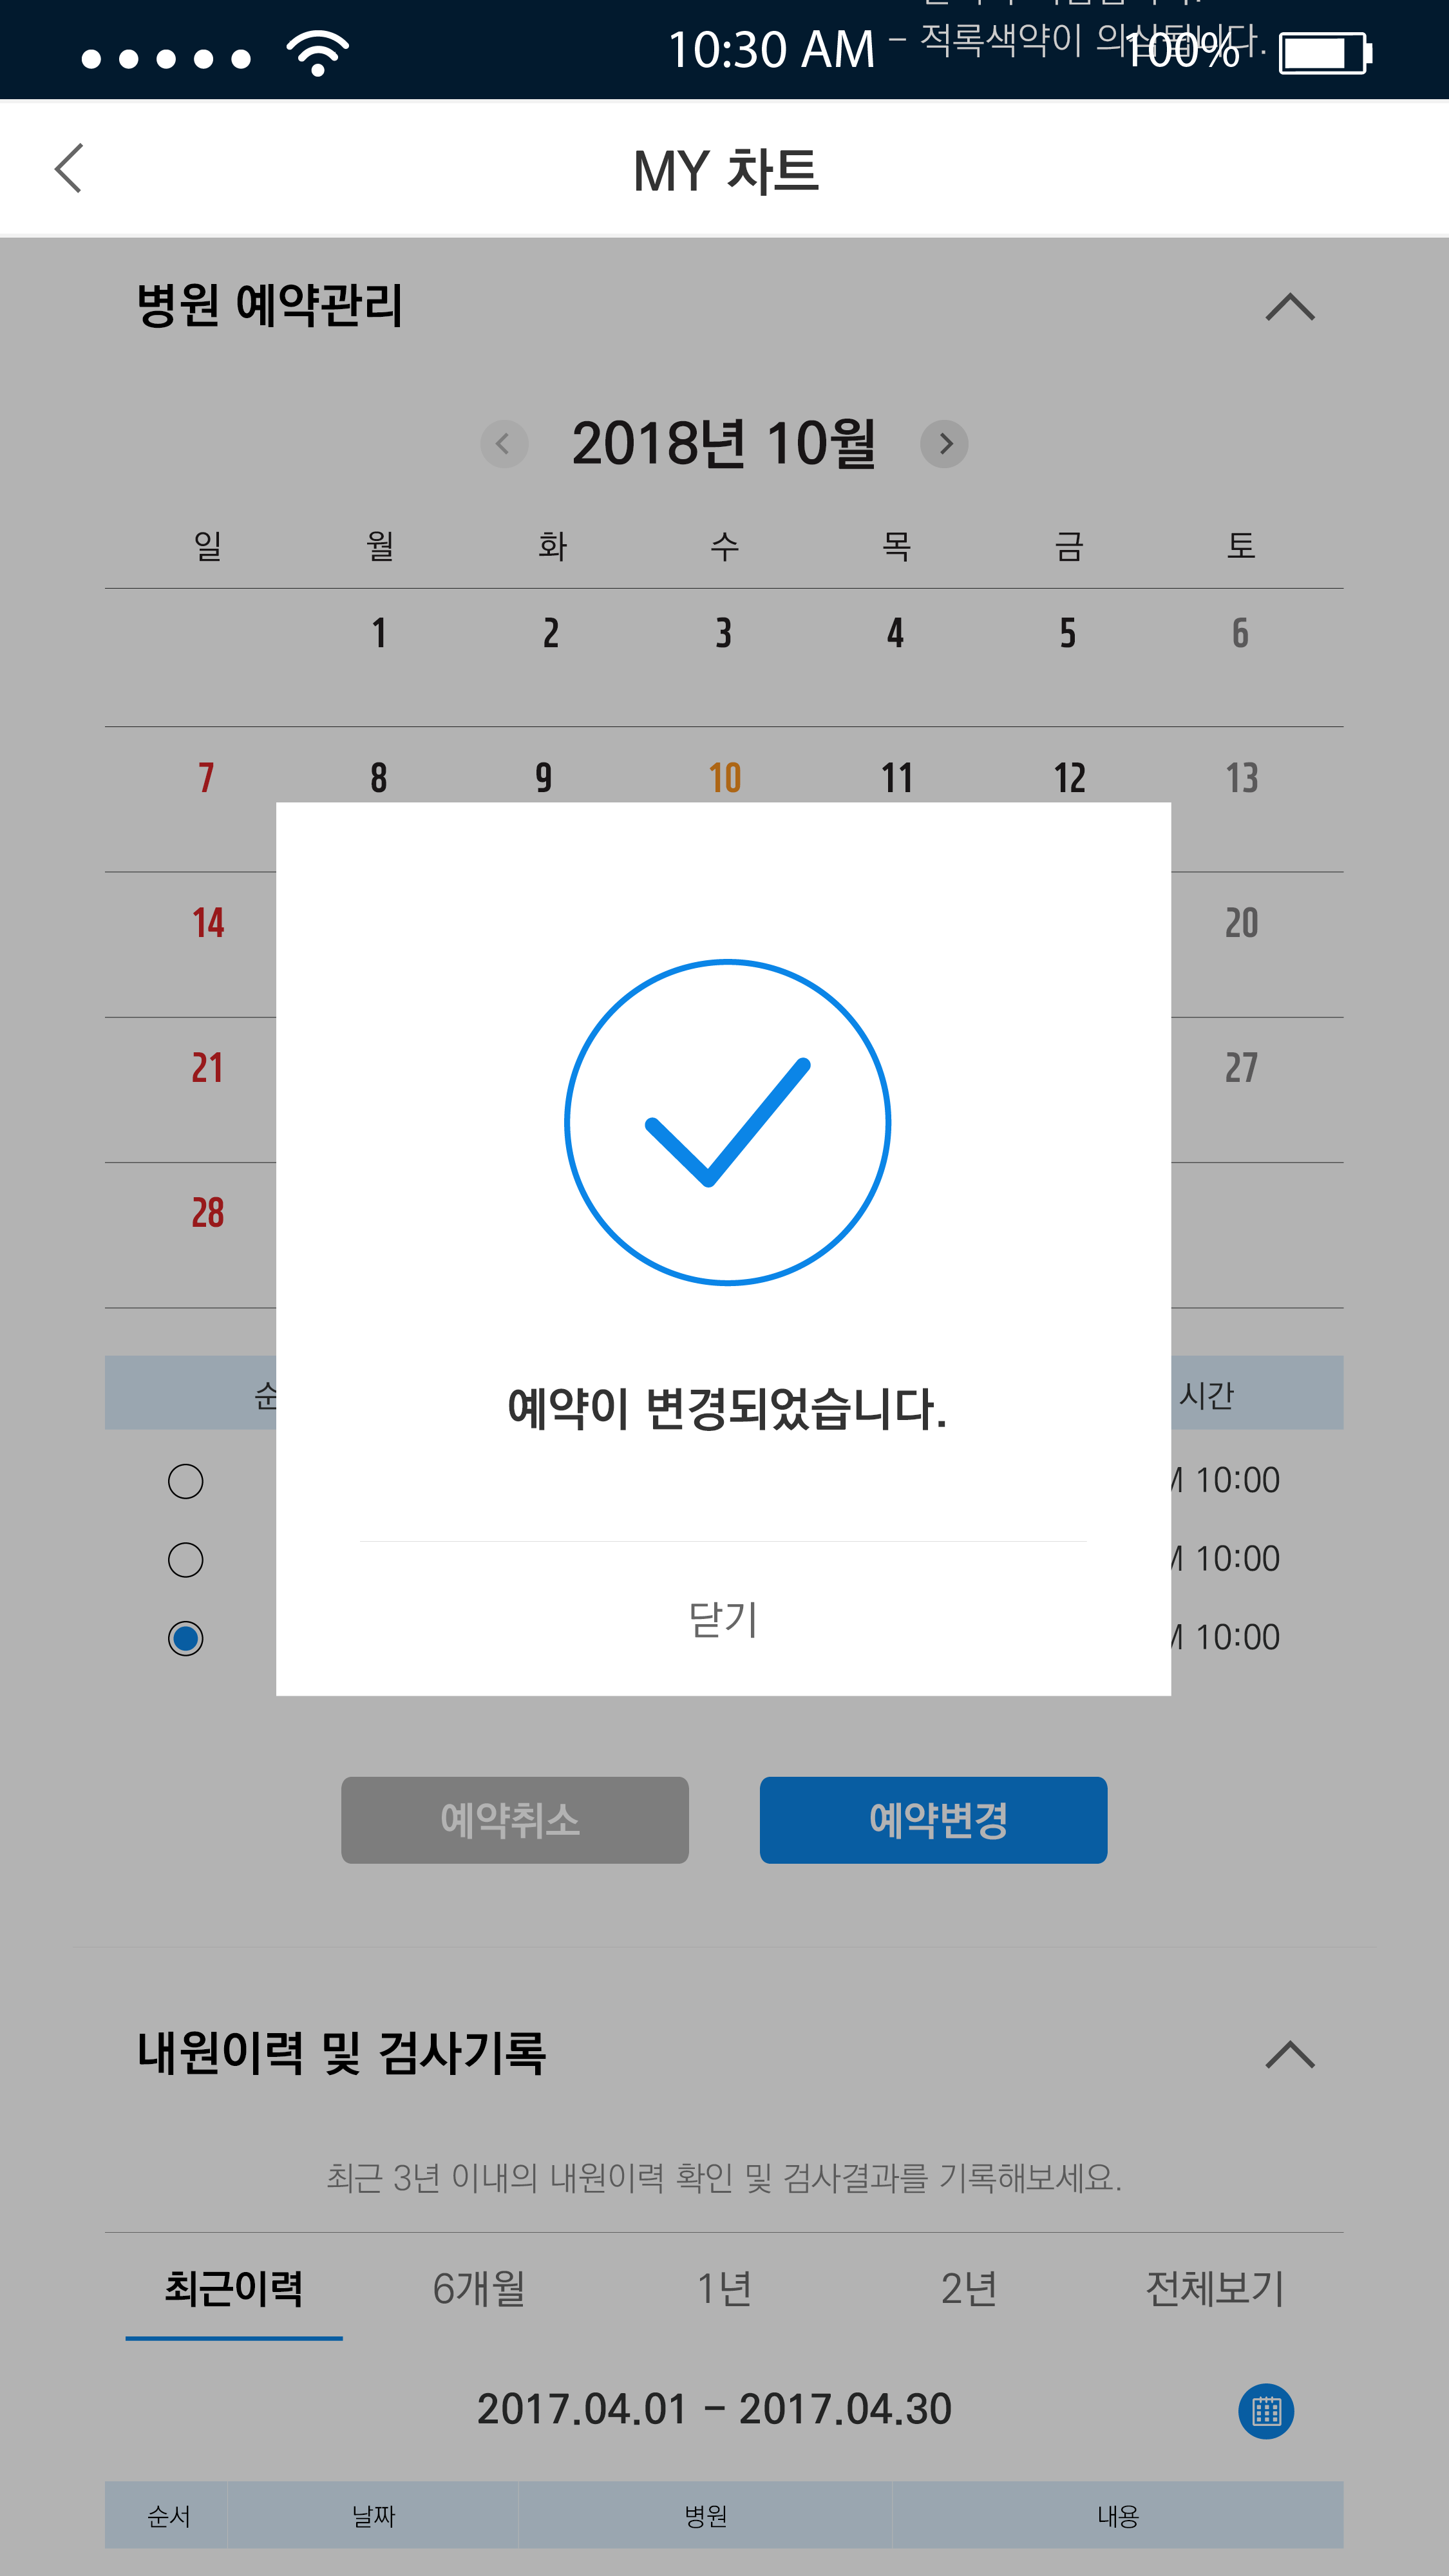 10:30 AM - 적록색약이 의심됩니다. 100%
MY 차트
병원 예약관리
2018년 10월
일 월 화 수 목 금 토
1 2 3 4 5 6
7 8 9 10 11 12 13
14 20
21 27
28
예약이 변경되었습니다.
닫기
시간
10:00
10:00
10:00
예약취소 예약변경
내원이력 및 검사기록
최근 3년 이내의 내원이력 확인 및 검사결과를 기록해보세요.
최근이력 6개월 1년 2년 전체보기
2017.04.01 - 2017.04.30
순서 날짜 병원 내용